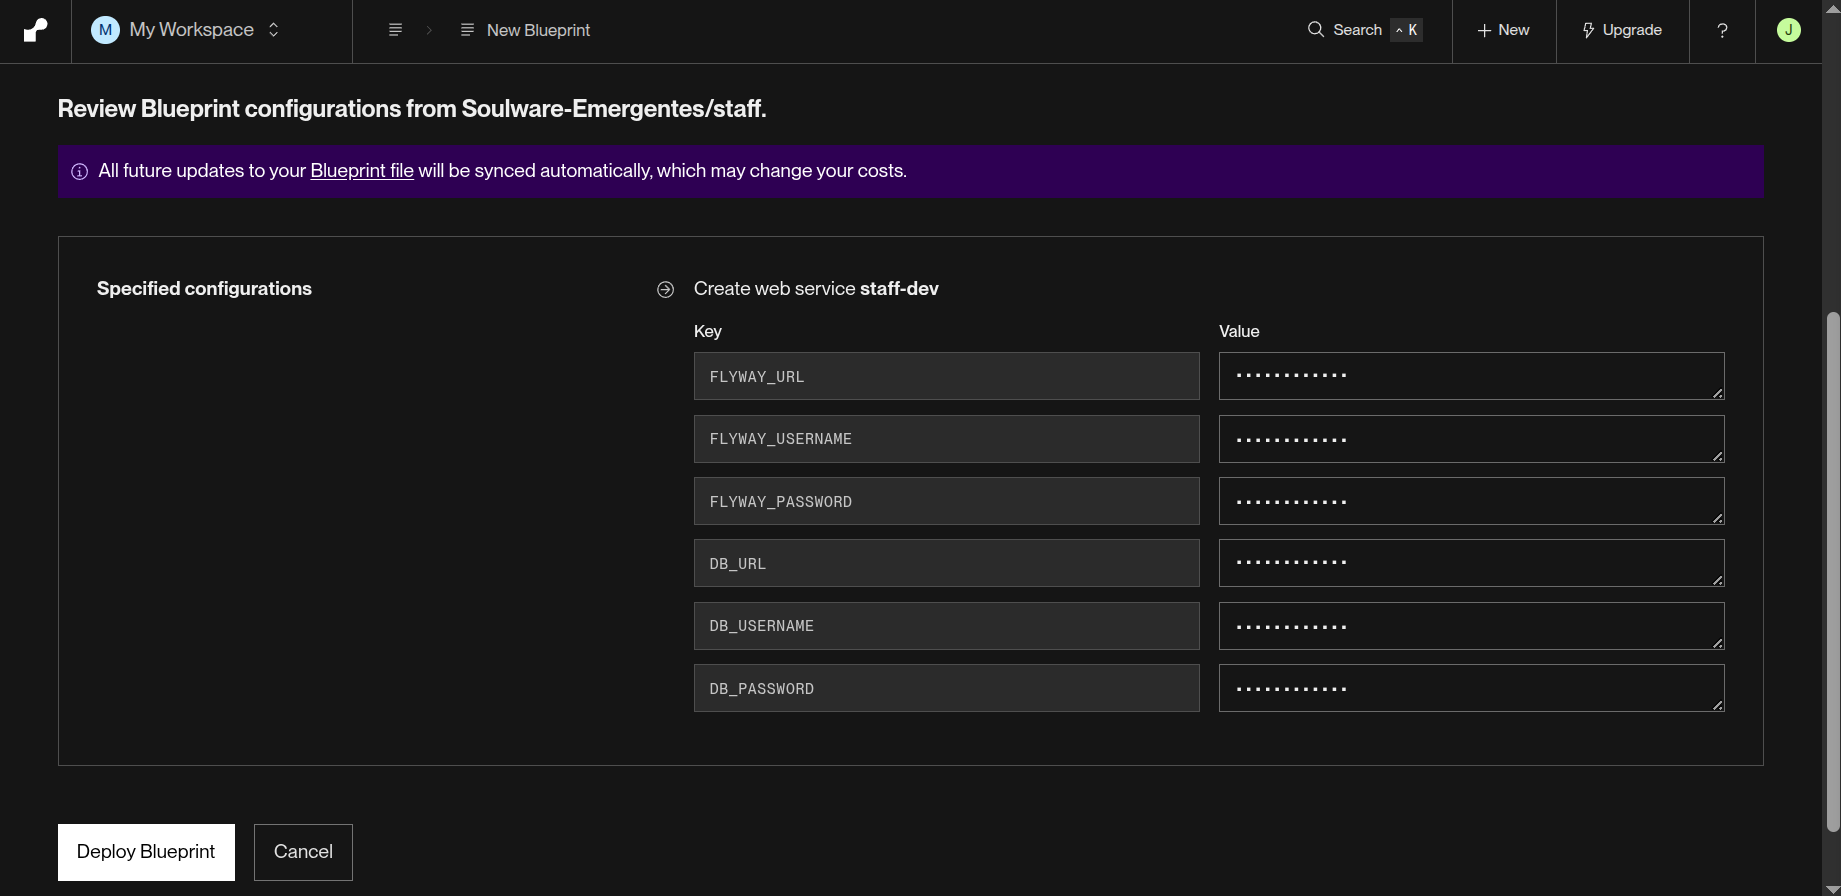 M My Workspace New Blueprint Search ^ K + New Upgrade ? J
Review Blueprint configurations from Soulware-Emergentes/staff.
All future updates to your Blueprint file will be synced automatically, which may change your costs.
Specified configurations
Create web service staff-dev
Key Value
FLYWAY_URL ············
FLYWAY_USERNAME ············
FLYWAY_PASSWORD ············
DB_URL ············
DB_USERNAME ············
DB_PASSWORD ············
Deploy Blueprint Cancel